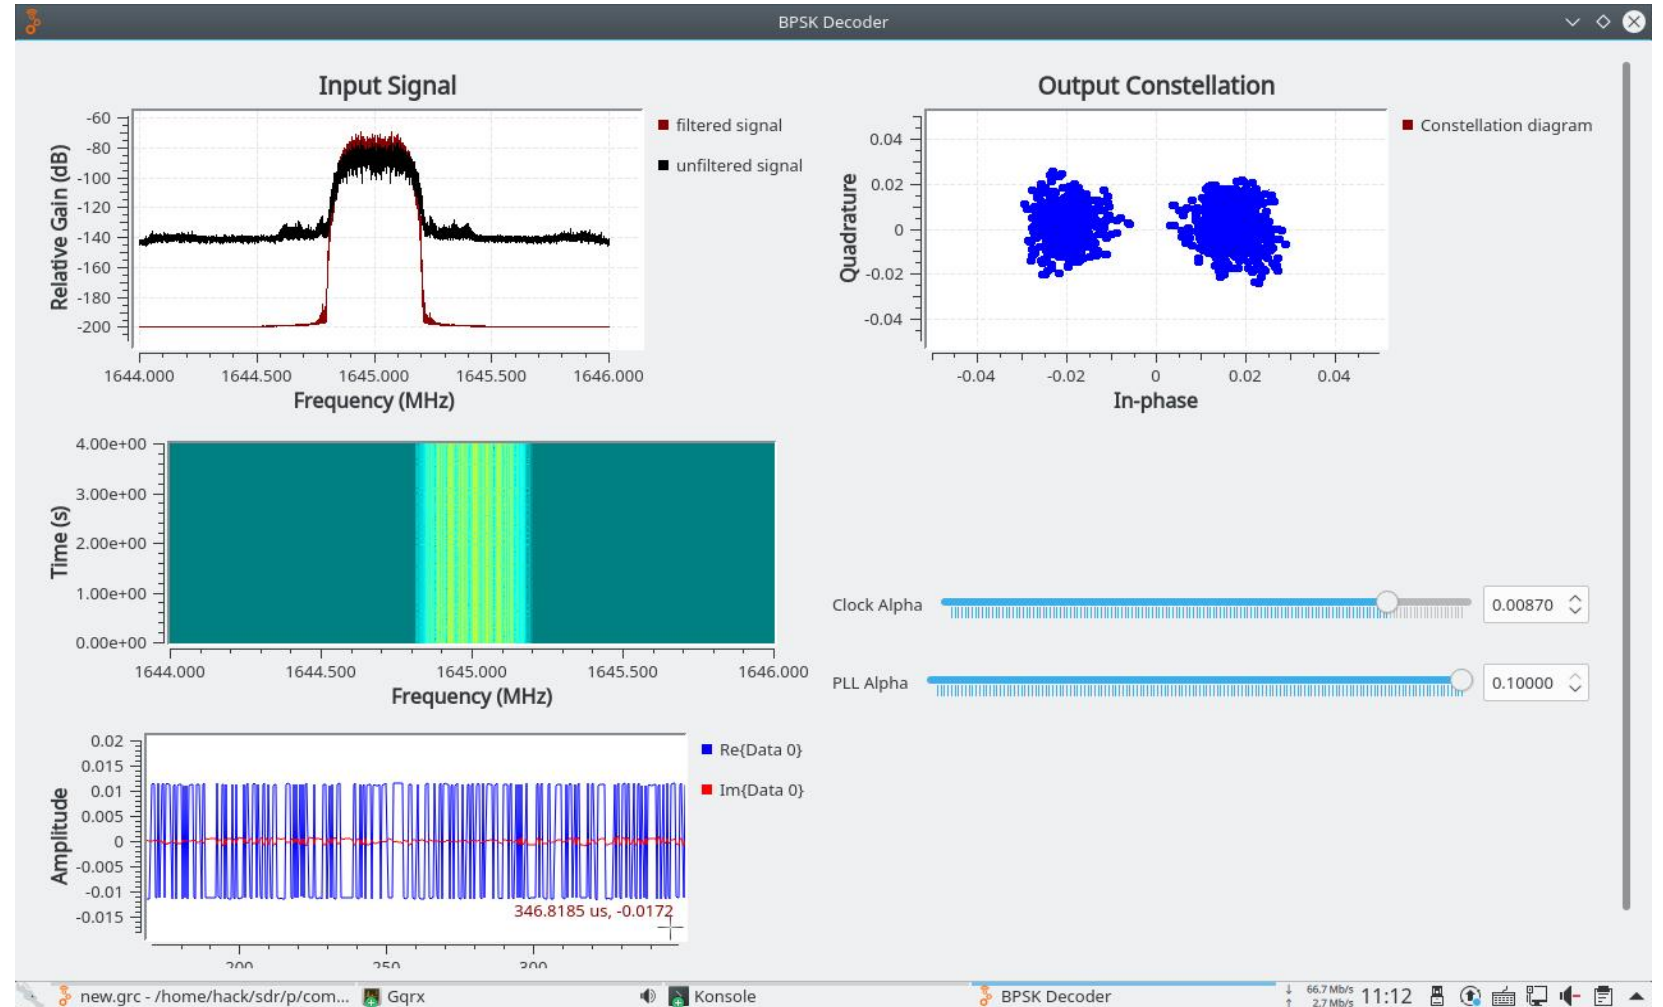 BPSK Decoder
Input Signal
-60
-80
-100
-120
-140
-160
-180
-200
Relative Gain (dB)
filtered signal
unfiltered signal
1644.000 1644.500 1645.000 1645.500 1646.000
Frequency (MHz)
Output Constellation
0.04
0.02
0
-0.02
-0.04
Quadrature
Constellation diagram
-0.04 -0.02 0 0.02 0.04
In-phase
4.00e+00
3.00e+00
2.00e+00
1.00e+00
0.00e+00
Time (s)
1644.000 1644.500 1645.000 1645.500 1646.000
Frequency (MHz)
Clock Alpha 0.00870
PLL Alpha 0.10000
0.02
0.015
0.01
0.005
0
-0.005
-0.01
-0.015
Amplitude
Re{Data 0}
Im{Data 0}
346.8185 us, -0.0172
200 250 300
new.grc - /home/hack/sdr/p/com... Gqrx Konsole BPSK Decoder ↓ 66.7 Mb/s 11:12
↑ 2.7 Mb/s